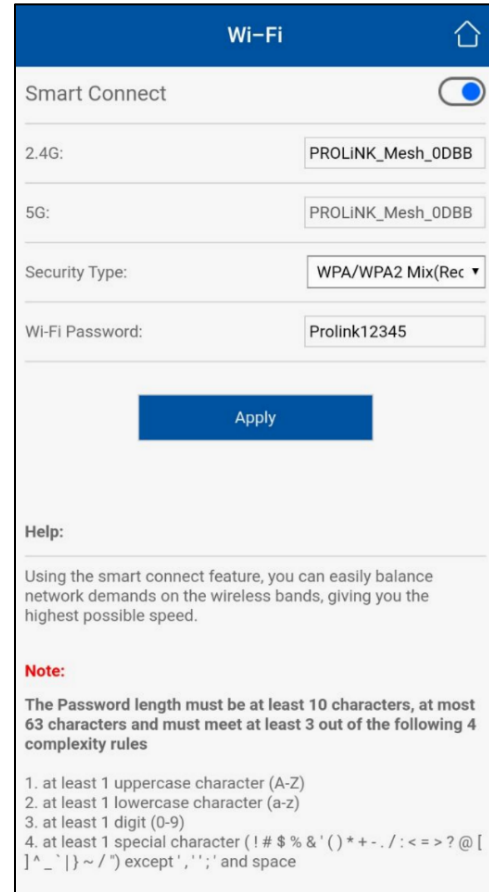 Wi-Fi
Smart Connect
2.4G: PROLiNK_Mesh_0DBB
5G: PROLiNK_Mesh_0DBB
Security Type: WPA/WPA2 Mix(Rec ▾
Wi-Fi Password: Prolink12345
Apply
Help:
Using the smart connect feature, you can easily balance
network demands on the wireless bands, giving you the
highest possible speed.
Note:
The Password length must be at least 10 characters, at most
63 characters and must meet at least 3 out of the following 4
complexity rules
1. at least 1 uppercase character (A-Z)
2. at least 1 lowercase character (a-z)
3. at least 1 digit (0-9)
4. at least 1 special character ( ! # $ % & ' ( ) * + - . / : < = > ? @ [
] ^ _ ` | } ~ / ") except ' , ' ' ; ' and space